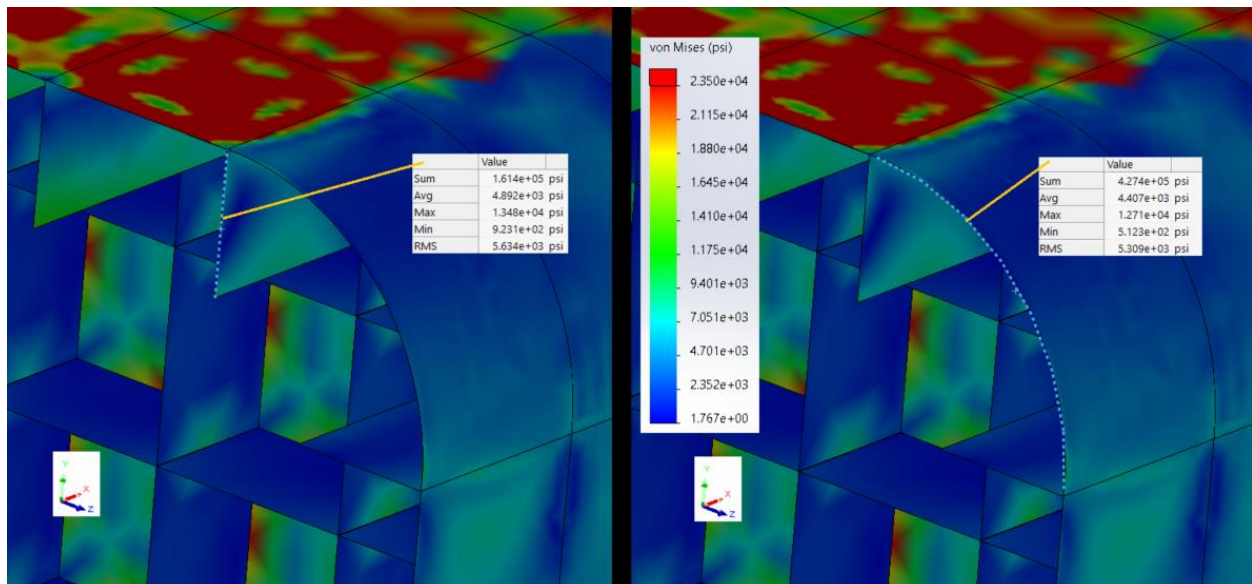 Value
Sum 1.614e+05 psi
Avg 4.892e+03 psi
Max 1.348e+04 psi
Min 9.231e+02 psi
RMS 5.634e+03 psi
Y
X
Z
von Mises (psi)
2.350e+04
2.115e+04
1.880e+04
1.645e+04
1.410e+04
1.175e+04
9.401e+03
7.051e+03
4.701e+03
2.352e+03
1.767e+00
Value
Sum 4.274e+05 psi
Avg 4.407e+03 psi
Max 1.271e+04 psi
Min 5.123e+02 psi
RMS 5.309e+03 psi
Y
X
Z